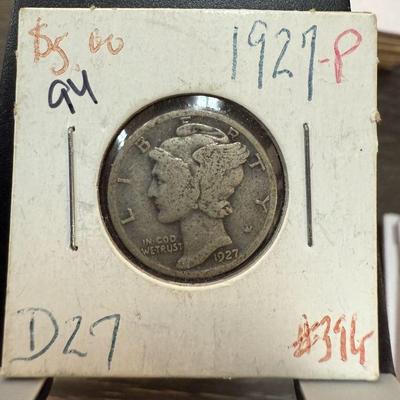 $5.00
1927-P
94
LIBERTY
IN GOD
WE TRUST
1927
D27
#394